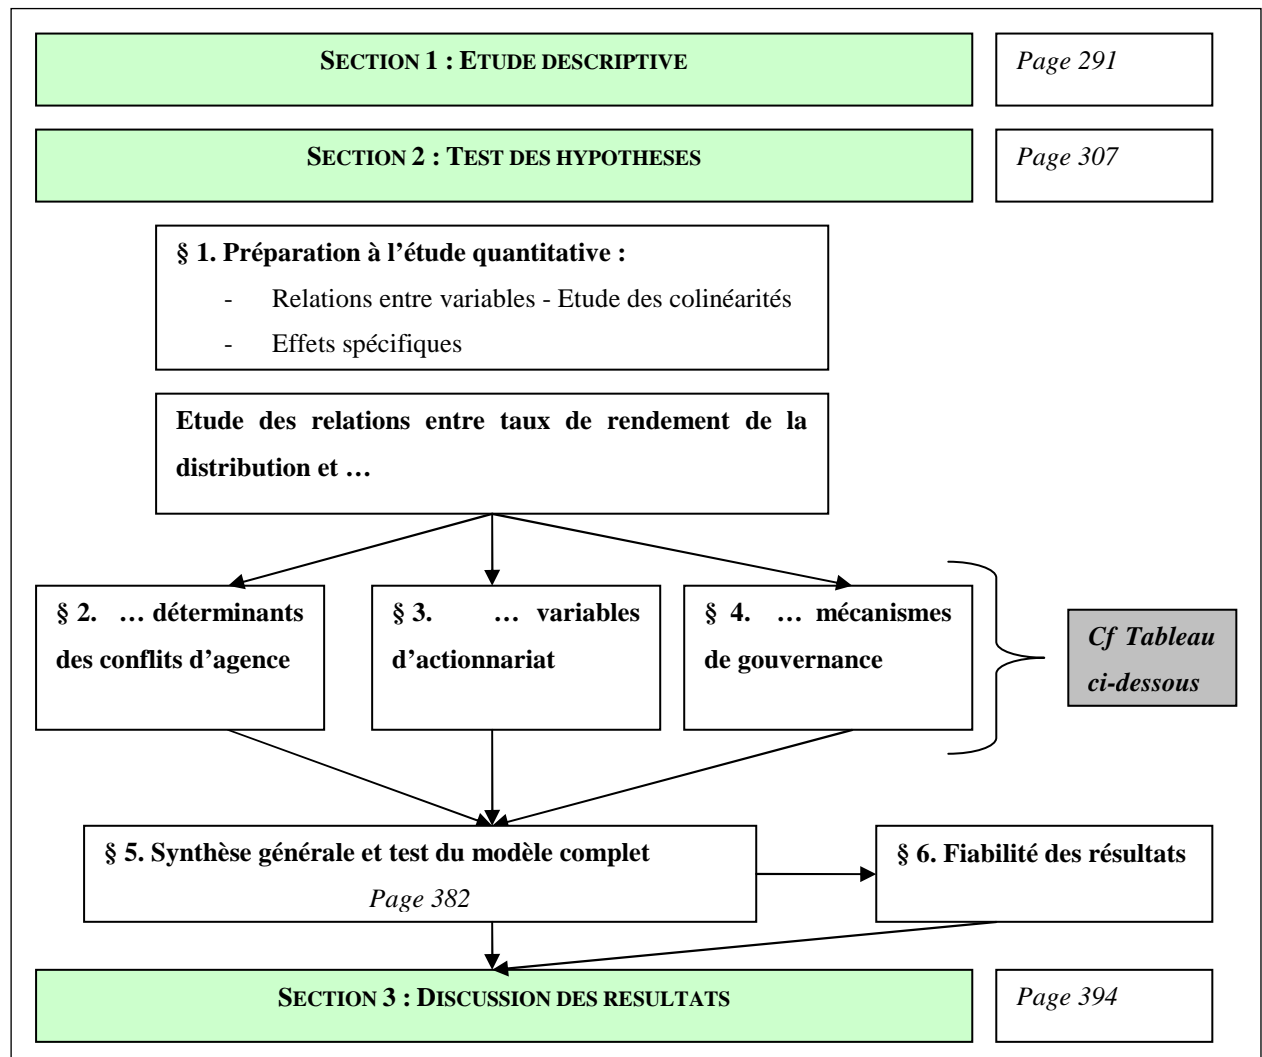 SECTION 1 : ETUDE DESCRIPTIVE
Page 291
SECTION 2 : TEST DES HYPOTHESES
Page 307
§ 1. Préparation à l’étude quantitative :
- Relations entre variables - Etude des colinéarités
- Effets spécifiques
Etude des relations entre taux de rendement de la
distribution et …
§ 2. … déterminants
des conflits d’agence
§ 3. … variables
d’actionnariat
§ 4. … mécanismes
de gouvernance
Cf Tableau
ci-dessous
§ 5. Synthèse générale et test du modèle complet
Page 382
§ 6. Fiabilité des résultats
SECTION 3 : DISCUSSION DES RESULTATS
Page 394